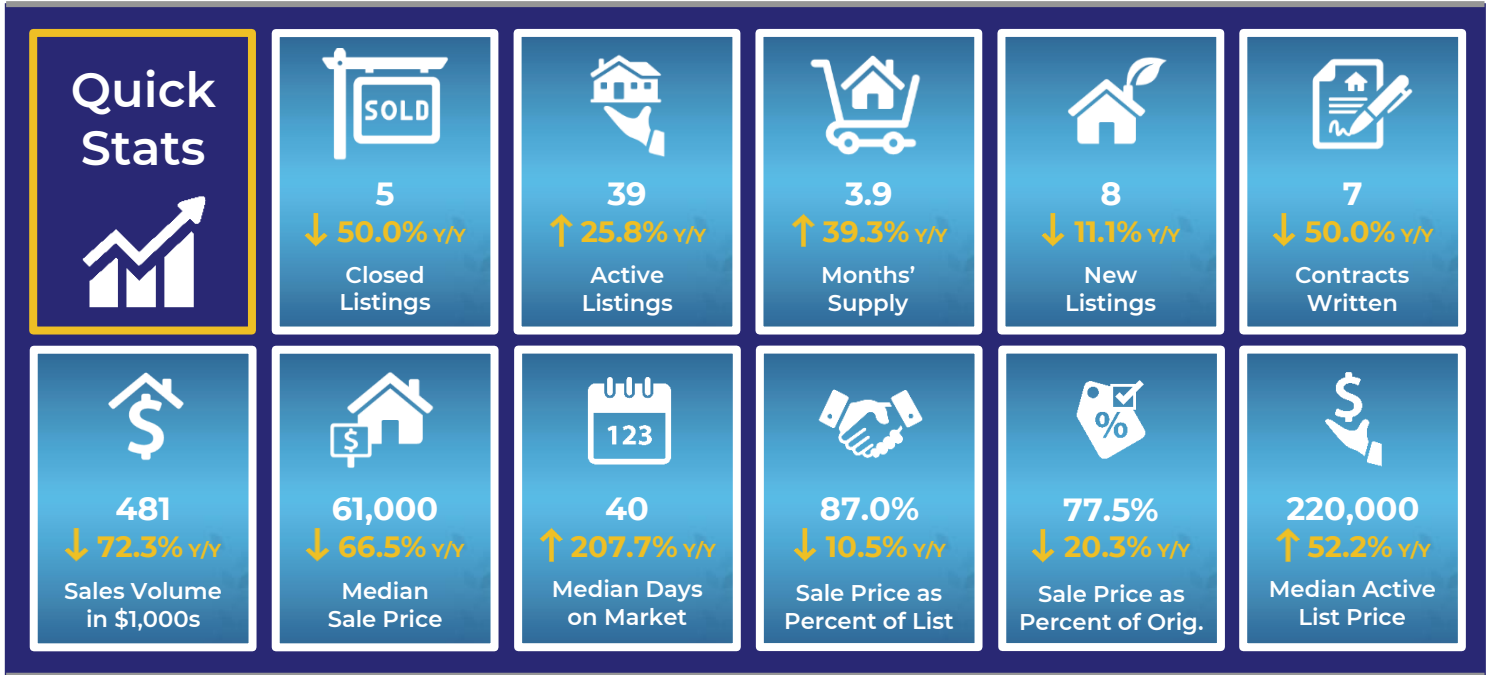 Quick
Stats
SOLD
5
↓ 50.0% Y/Y
Closed
Listings
39
↑ 25.8% Y/Y
Active
Listings
3.9
↑ 39.3% Y/Y
Months’
Supply
8
↓ 11.1% Y/Y
New
Listings
7
↓ 50.0% Y/Y
Contracts
Written
$
481
↓ 72.3% Y/Y
Sales Volume
in $1,000s
$
61,000
↓ 66.5% Y/Y
Median
Sale Price
123
40
↑ 207.7% Y/Y
Median Days
on Market
87.0%
↓ 10.5% Y/Y
Sale Price as
Percent of List
%
77.5%
↓ 20.3% Y/Y
Sale Price as
Percent of Orig.
$
220,000
↑ 52.2% Y/Y
Median Active
List Price